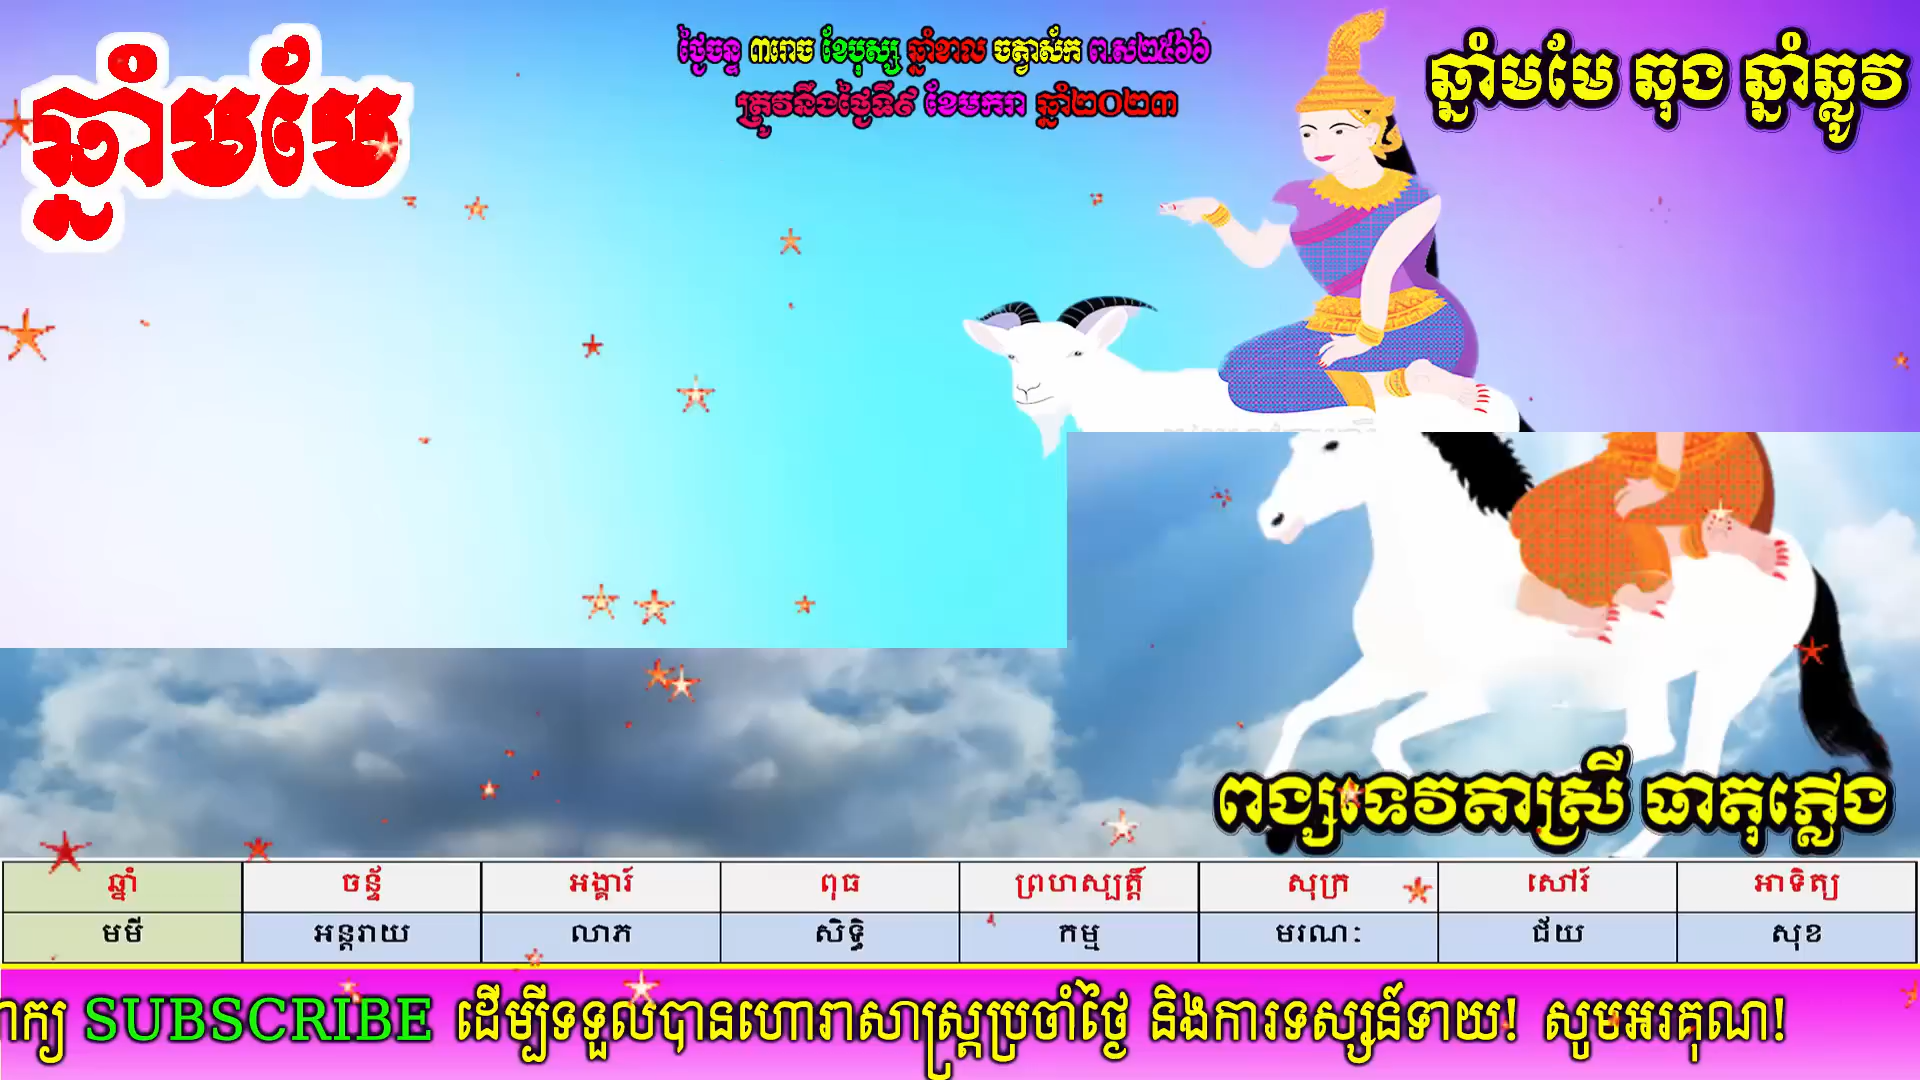 ឆ្នាំមមែ
ថ្ងៃចន្ទ ៣រោច ខែបុស្ស ឆ្នាំខាល ចត្វាស័ក ព.ស២៥៦៦
ត្រូវនឹងថ្ងៃទី៩ ខែមករា ឆ្នាំ២០២៣
ឆ្នាំមមែ ឆុង ឆ្នាំឆ្លូវ
ពង្សទេវតាស្រី ធាតុភ្លើង
ឆ្នាំ ចន្ទ័ អង្គារ៍ ពុធ ព្រហស្បត្តិ៍ សុក្រ សៅរ៍ អាទិត្យ
មមី អន្តរាយ លាភ សិទ្ធិ កម្ម មរណៈ ជ័យ សុខ
SUBSCRIBE ដើម្បីទទួលបានហោរាសាស្ត្រប្រចាំថ្ងៃ និងការទស្សន៍ទាយ! សូមអរគុណ!